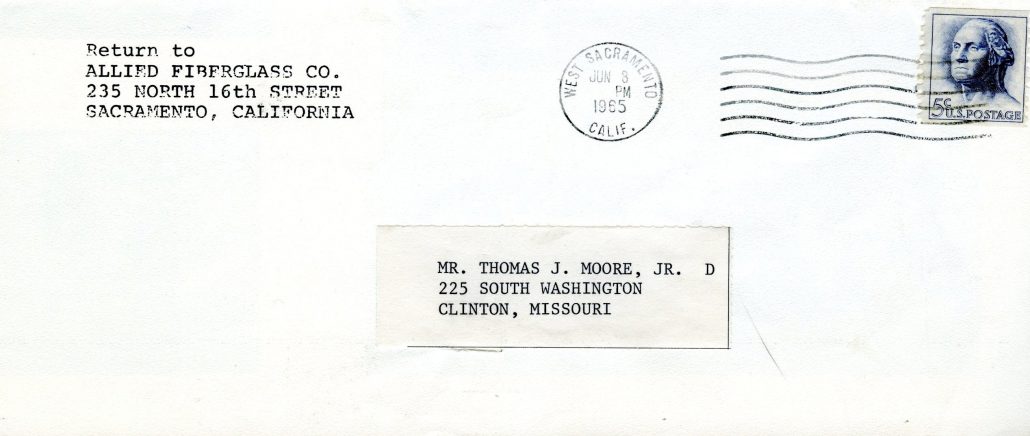 Return to
ALLIED FIBERGLASS CO.
235 NORTH 16th STREET
SACRAMENTO, CALIFORNIA
WEST SACRAMENTO
JUN 8
PM
1965
CALIF.
5¢ U.S. POSTAGE
MR. THOMAS J. MOORE, JR. D
225 SOUTH WASHINGTON
CLINTON, MISSOURI